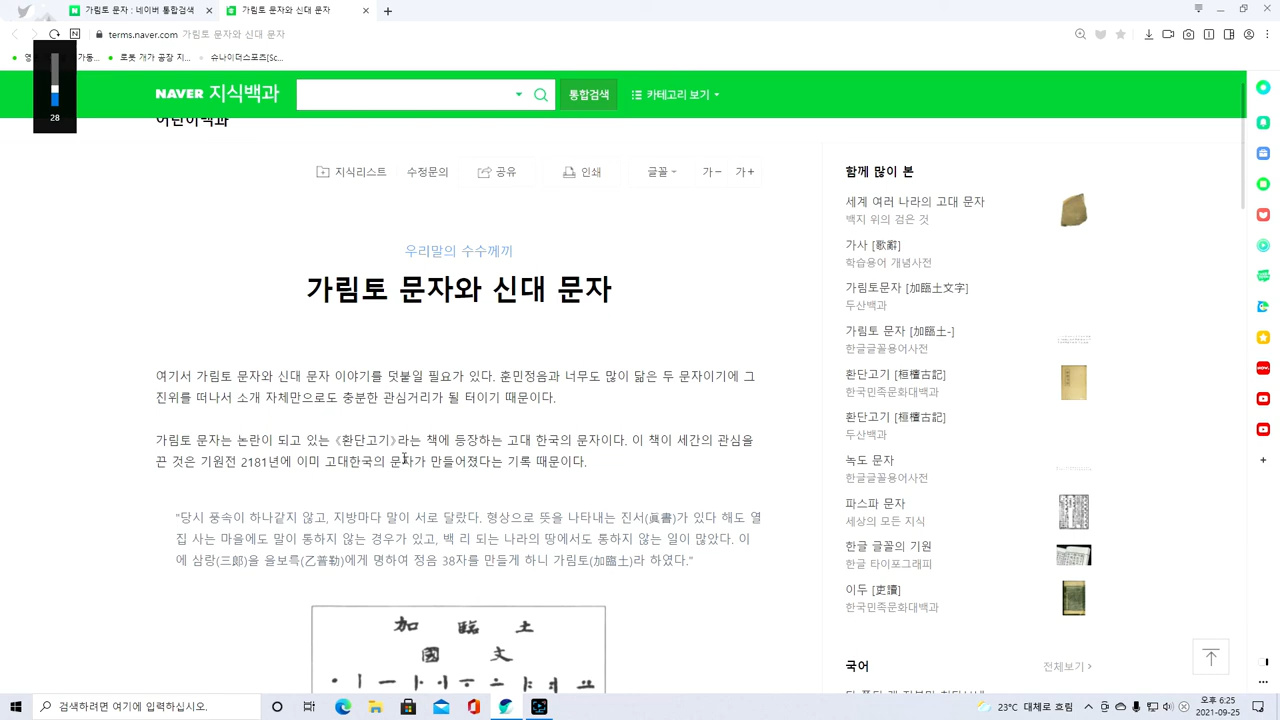 가림토 문자 : 네이버 통합검색
가림토 문자와 신대 문자
terms.naver.com 가림토 문자와 신대 문자
로봇 개가 공장 지...
슈나이더스포츠[Sc...
28
NAVER 지식백과
통합검색
카테고리 보기
어린이백과
지식리스트
수정문의
공유
인쇄
글꼴
가-
가+
우리말의 수수께끼
가림토 문자와 신대 문자
여기서 가림토 문자와 신대 문자 이야기를 덧붙일 필요가 있다. 훈민정음과 너무도 많이 닮은 두 문자이기에 그
진위를 떠나서 소개 자체만으로도 충분한 관심거리가 될 터이기 때문이다.
가림토 문자는 논란이 되고 있는 《환단고기》라는 책에 등장하는 고대 한국의 문자이다. 이 책이 세간의 관심을
끈 것은 기원전 2181년에 이미 고대한국의 문자가 만들어졌다는 기록 때문이다.
"당시 풍속이 하나같지 않고, 지방마다 말이 서로 달랐다. 형상으로 뜻을 나타내는 진서(眞書)가 있다 해도 열
집 사는 마을에도 말이 통하지 않는 경우가 있고, 백 리 되는 나라의 땅에서도 통하지 않는 일이 많았다. 이
에 삼랑(三郞)을 을보륵(乙普勒)에게 명하여 정음 38자를 만들게 하니 가림토(加臨土)라 하였다."
加 臨 土
國 文
함께 많이 본
세계 여러 나라의 고대 문자
백지 위의 검은 것
가사 [歌辭]
학습용어 개념사전
가림토문자 [加臨土文字]
두산백과
가림토 문자 [加臨土-]
한글글꼴용어사전
환단고기 [桓檀古記]
한국민족문화대백과
환단고기 [桓檀古記]
두산백과
녹도 문자
한글글꼴용어사전
파스파 문자
세상의 모든 지식
한글 글꼴의 기원
한글 타이포그래피
이두 [吏讀]
한국민족문화대백과
국어
전체보기
검색하려면 여기에 입력하십시오.
23°C 대체로 흐림
오후 6:25
2021-09-25